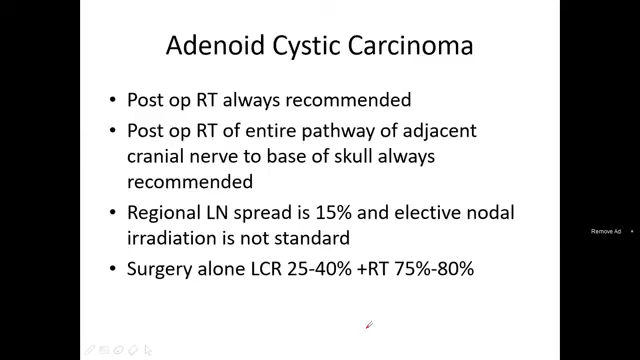 Adenoid Cystic Carcinoma
• Post op RT always recommended
• Post op RT of entire pathway of adjacent
cranial nerve to base of skull always
recommended
• Regional LN spread is 15% and elective nodal
irradiation is not standard
• Surgery alone LCR 25-40% +RT 75%-80%
Remove Ad